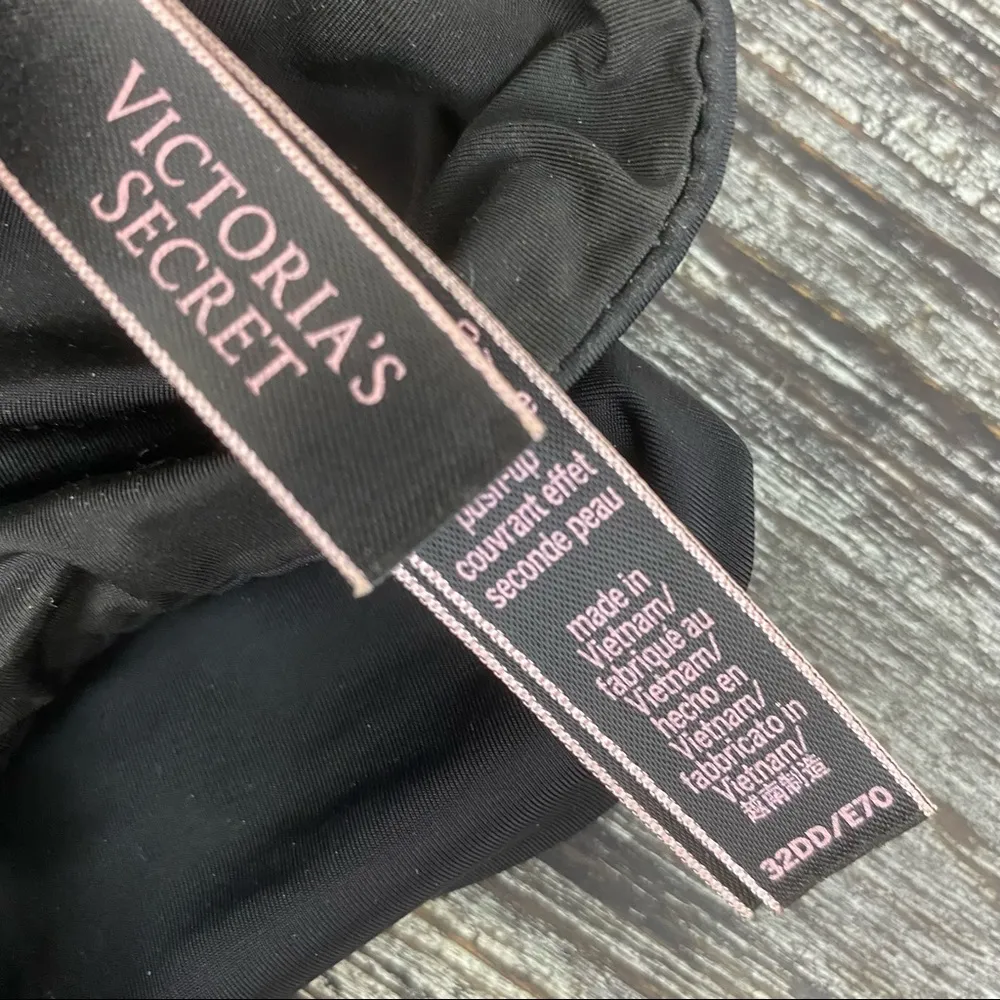 VICTORIA'S
SECRET
push-up
couvrant effet
seconde peau
made in
Vietnam/
fabriqué au
Vietnam/
hecho en
Vietnam/
fabbricato in
Vietnam/
越南制造
32DD/E70